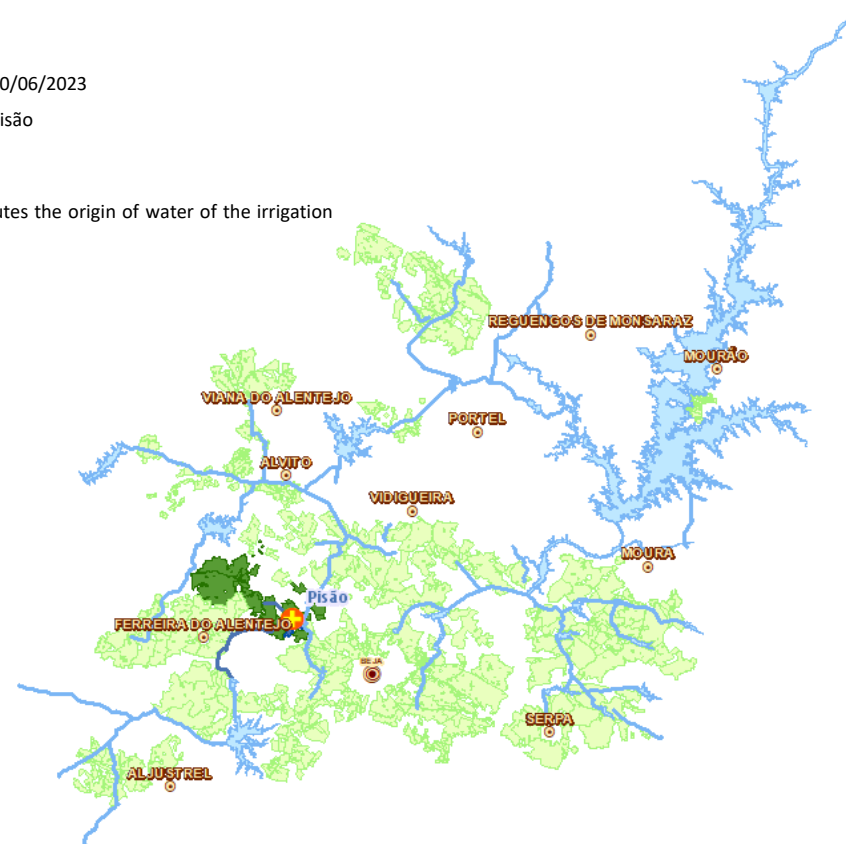 0/06/2023
isão
utes the origin of water of the irrigation
REGUENGOS DE MONSARAZ
MOURÃO
VIANA DO ALENTEJO
PORTEL
ALVITO
VIDIGUEIRA
MOURA
Pisão
FERREIRA DO ALENTEJO
BEJA
SERPA
ALJUSTREL